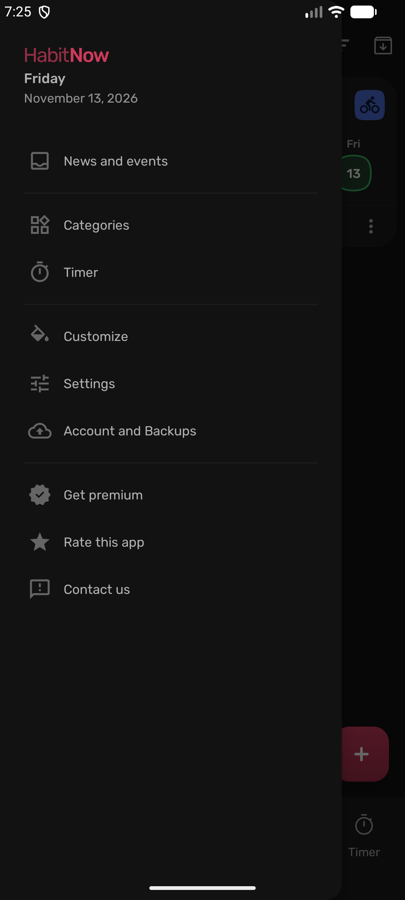 7:25
HabitNow
Friday
November 13, 2026
News and events
Categories
Timer
Customize
Settings
Account and Backups
Get premium
Rate this app
Contact us
Fri
13
Timer